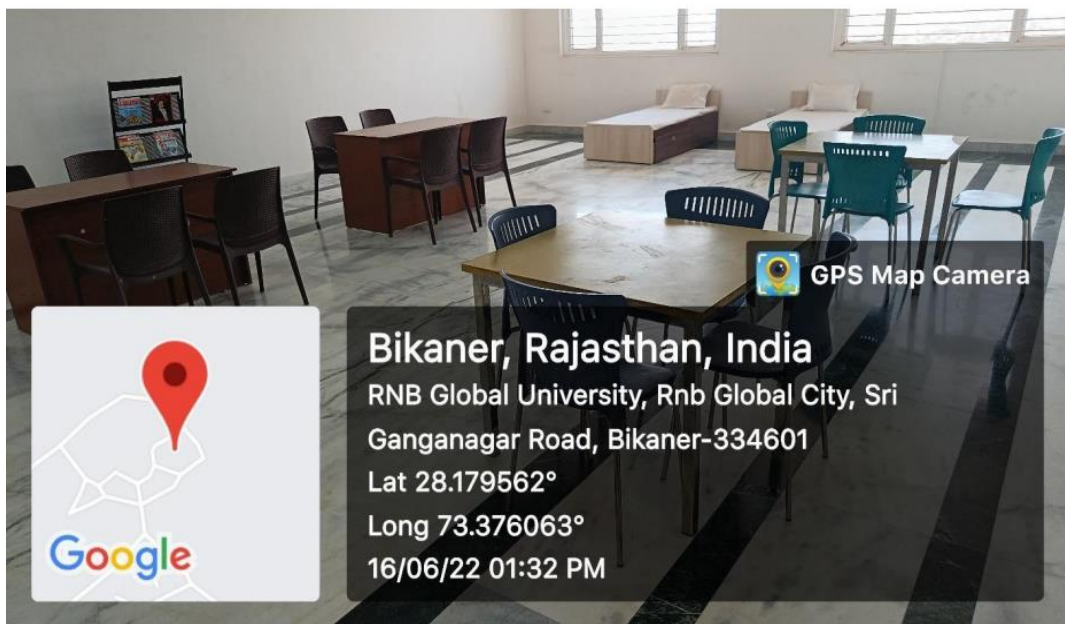 GPS Map Camera
Bikaner, Rajasthan, India
RNB Global University, Rnb Global City, Sri
Ganganagar Road, Bikaner-334601
Lat 28.179562°
Long 73.376063°
16/06/22 01:32 PM
Google